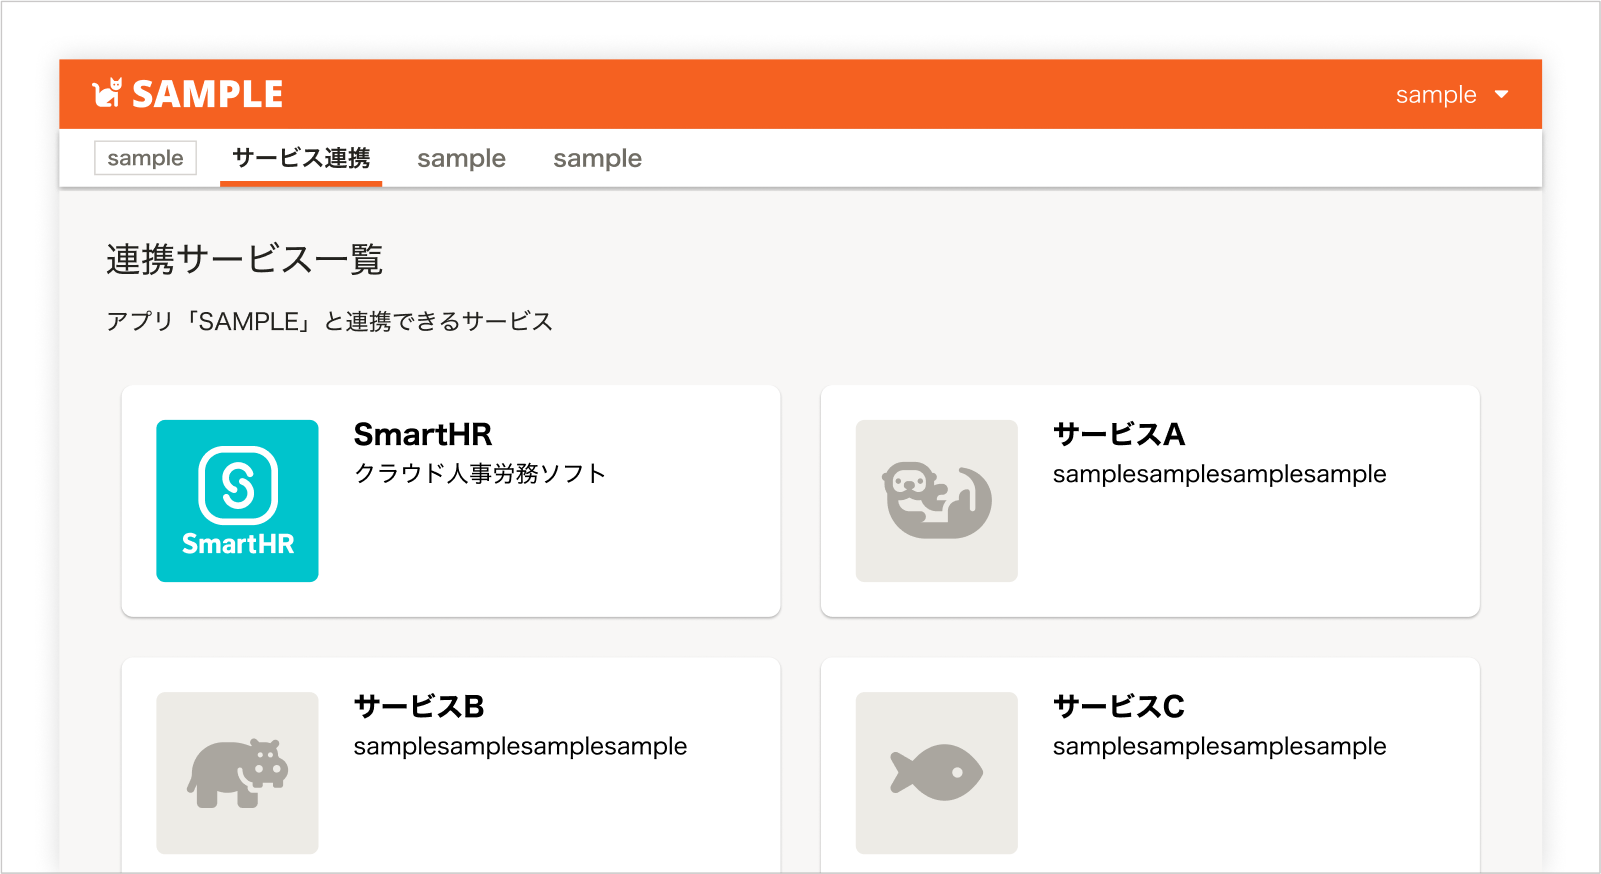 SAMPLE
sample
sample
サービス連携
sample
sample
連携サービス一覧
アプリ「SAMPLE」と連携できるサービス
SmartHR
クラウド人事労務ソフト
SmartHR
サービスA
samplesamplesamplesample
サービスB
samplesamplesamplesample
サービスC
samplesamplesamplesample